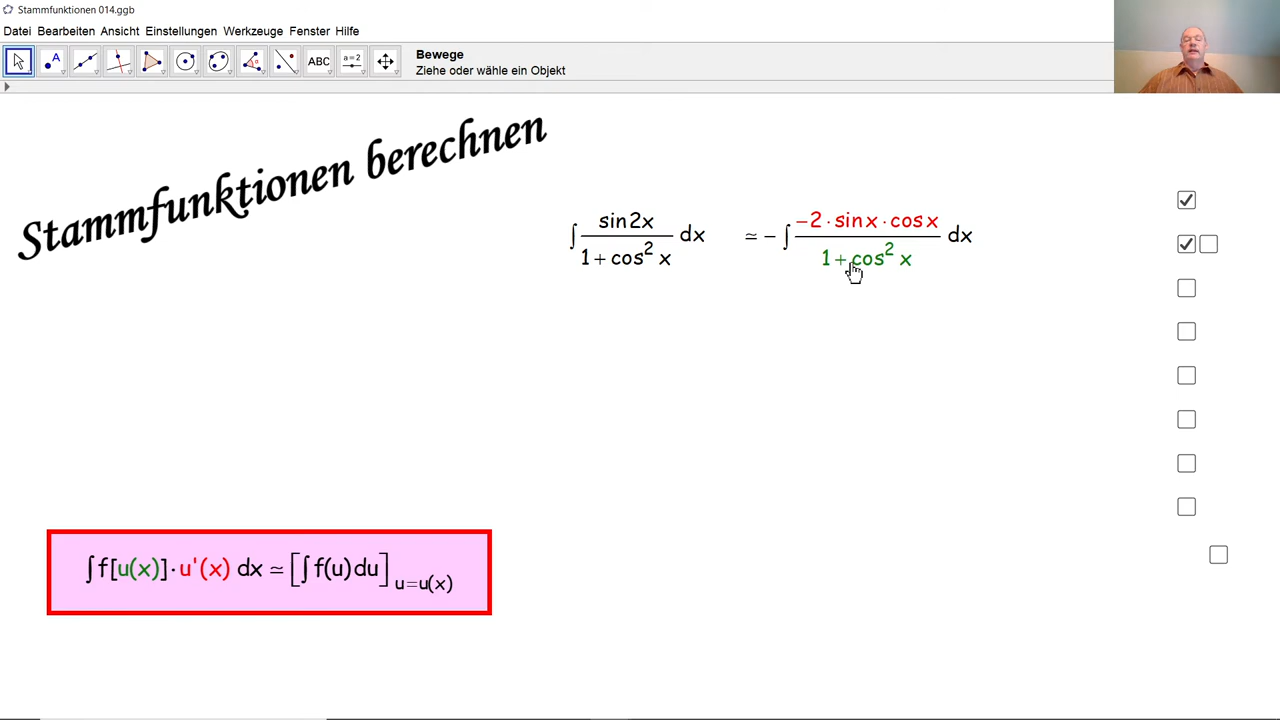 Stammfunktionen 014.ggb
Datei Bearbeiten Ansicht Einstellungen Werkzeuge Fenster Hilfe
A ABC a=2 Bewege
Ziehe oder wähle ein Objekt
Stammfunktionen berechnen
∫ sin2x / (1 + cos² x) dx ≃ − ∫ (−2 · sin x · cos x) / (1 + cos² x) dx
∫ f[u(x)] · u'(x) dx ≃ [∫ f(u) du] u=u(x)